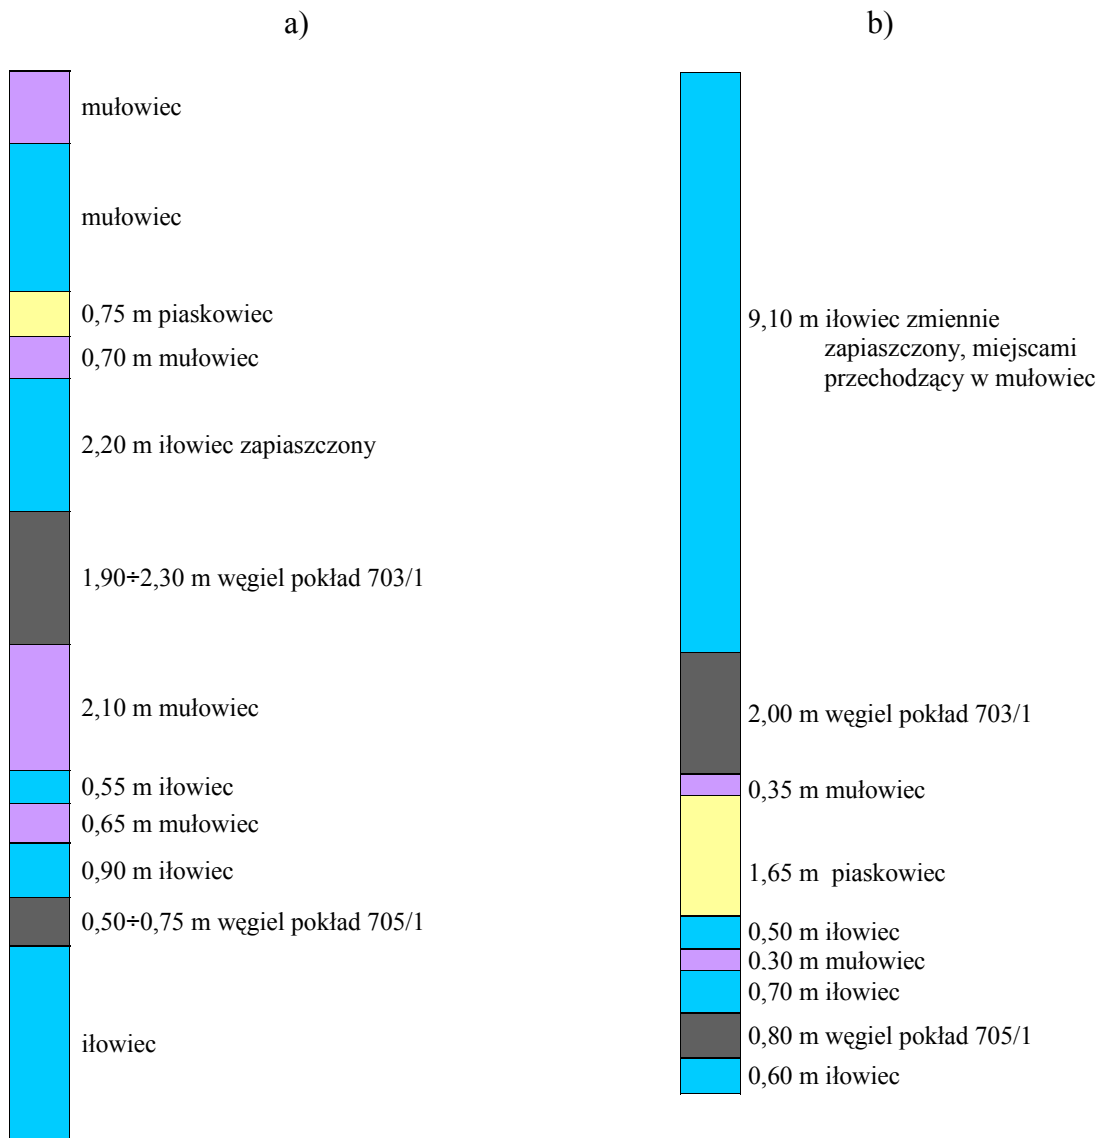 a)
mułowiec
mułowiec
0,75 m piaskowiec
0,70 m mułowiec
2,20 m iłowiec zapiaszczony
1,90÷2,30 m węgiel pokład 703/1
2,10 m mułowiec
0,55 m iłowiec
0,65 m mułowiec
0,90 m iłowiec
0,50÷0,75 m węgiel pokład 705/1
iłowiec
b)
9,10 m iłowiec zmiennie
zapiaszczony, miejscami
przechodzący w mułowiec
2,00 m węgiel pokład 703/1
0,35 m mułowiec
1,65 m piaskowiec
0,50 m iłowiec
0,30 m mułowiec
0,70 m iłowiec
0,80 m węgiel pokład 705/1
0,60 m iłowiec